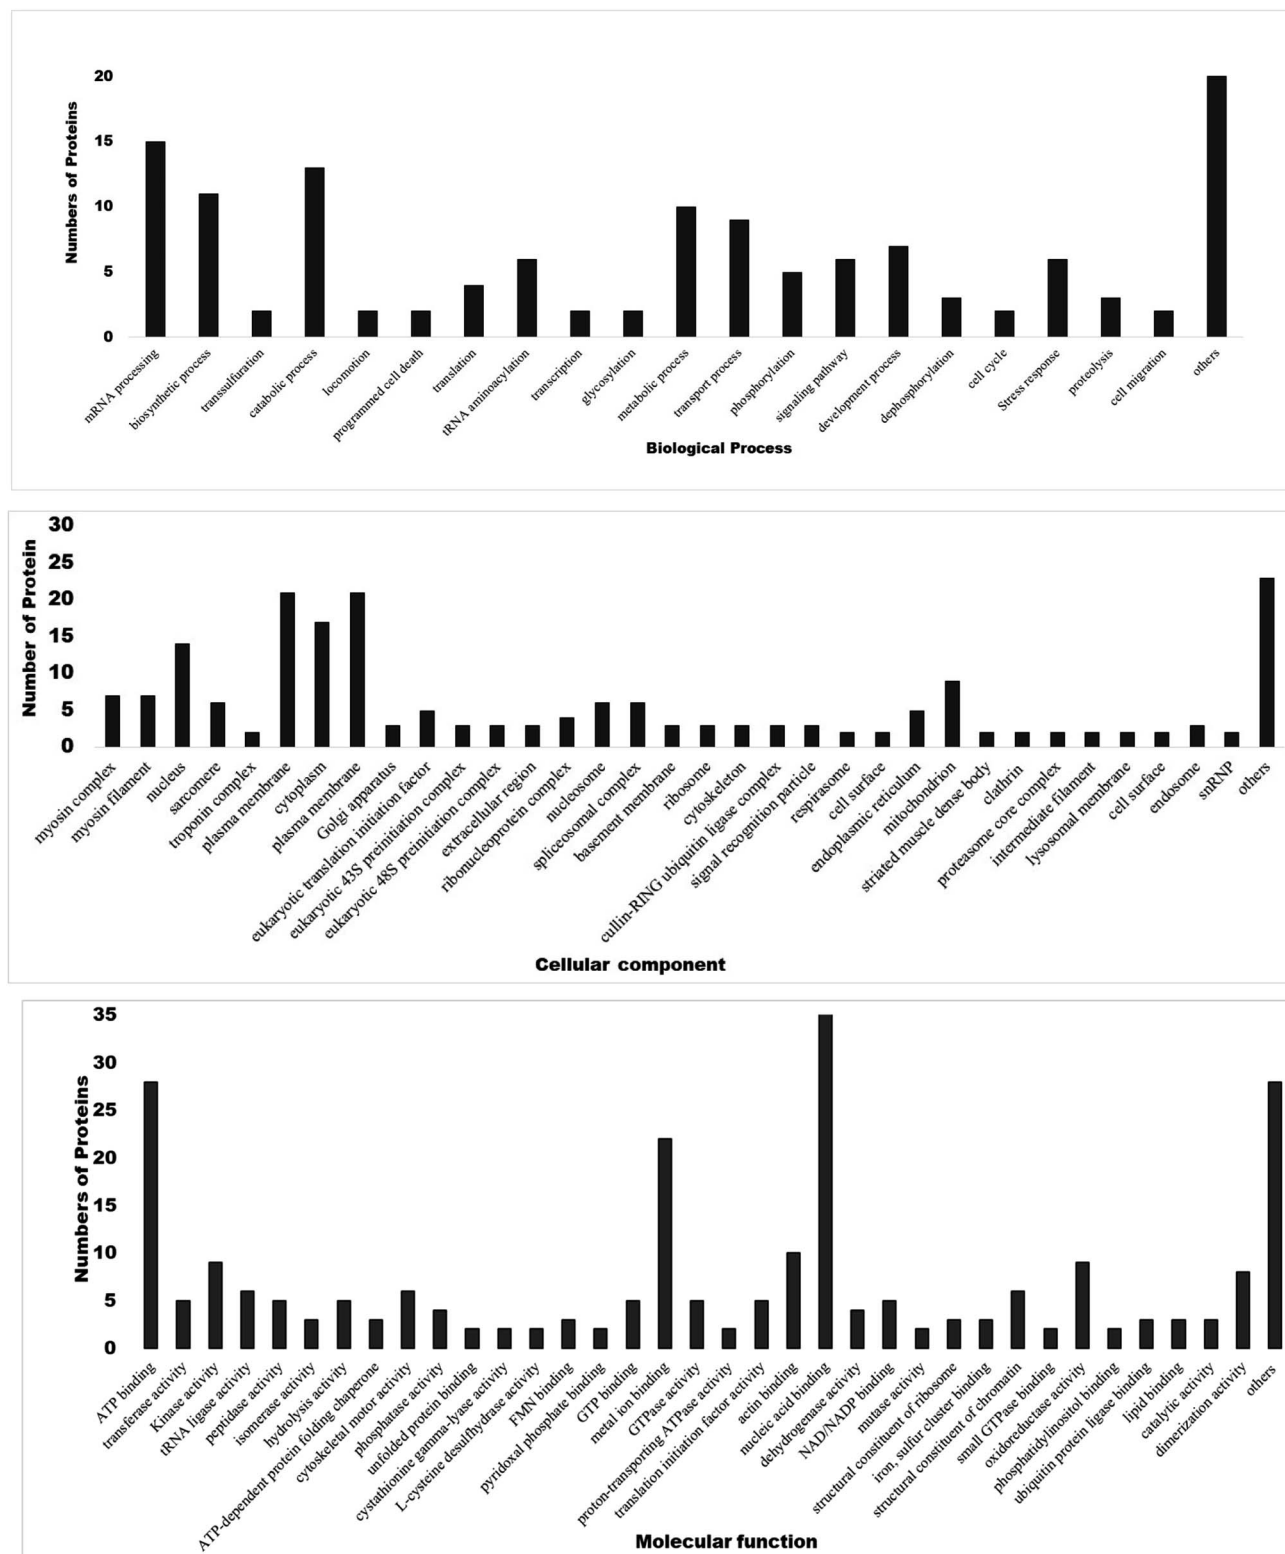 Numbers of Proteins
20
15
10
5
0
mRNA processing
biosynthetic process
transsulfuration
catabolic process
locomotion
programmed cell death
translation
tRNA aminoacylation
transcription
glycosylation
metabolic process
transport process
phosphorylation
signaling pathway
development process
dephosphorylation
cell cycle
Stress response
proteolysis
cell migration
others
Biological Process
Number of Protein
30
25
20
15
10
5
0
myosin complex
myosin filament
nucleus
sarcomere
troponin complex
plasma membrane
cytoplasm
plasma membrane
Golgi apparatus
eukaryotic translation initiation factor
eukaryotic 43S preinitiation complex
eukaryotic 48S preinitiation complex
extracellular region
ribonucleoprotein complex
nucleosome
spliceosomal complex
basement membrane
ribosome
cytoskeleton
cullin-RING ubiquitin ligase complex
signal recognition particle
respirasome
cell surface
endoplasmic reticulum
mitochondrion
striated muscle dense body
clathrin
proteasome core complex
intermediate filament
lysosomal membrane
cell surface
endosome
snRNP
others
Cellular component
Numbers of Proteins
35
30
25
20
15
10
5
0
ATP binding
transferase activity
Kinase activity
tRNA ligase activity
peptidase activity
isomerase activity
hydrolysis activity
ATP-dependent protein folding chaperone
cytoskeletal motor activity
phosphatase activity
unfolded protein binding
cystathionine gamma-lyase activity
L-cysteine desulfhydrase activity
FMN binding
pyridoxal phosphate binding
GTP binding
metal ion binding
GTPase activity
proton-transporting ATPase activity
translation initiation factor activity
actin binding
nucleic acid binding
dehydrogenase activity
NAD/NADP binding
mutase activity
structural constituent of ribosome
iron, sulfur cluster binding
structural constituent of chromatin
small GTPase binding
oxidoreductase activity
phosphatidylinositol binding
ubiquitin protein ligase binding
lipid binding
catalytic activity
dimerization activity
others
Molecular function